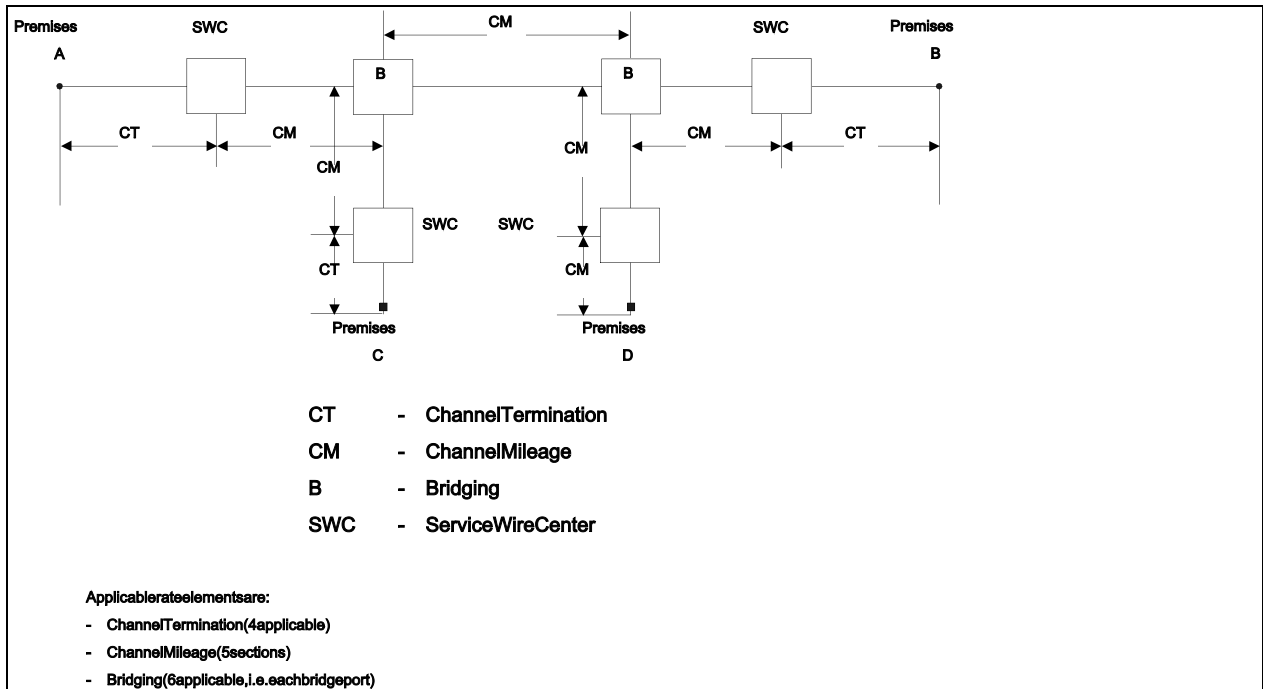 CM
Premises SWC SWC Premises
A B B B
CT CM CM CT
CM CM
SWC SWC
CT CM
Premises Premises
C D
CT - ChannelTermination
CM - ChannelMileage
B - Bridging
SWC - ServiceWireCenter
Applicablerateelementsare:
- ChannelTermination(4applicable)
- ChannelMileage(5sections)
- Bridging(6applicable,i.e.eachbridgeport)